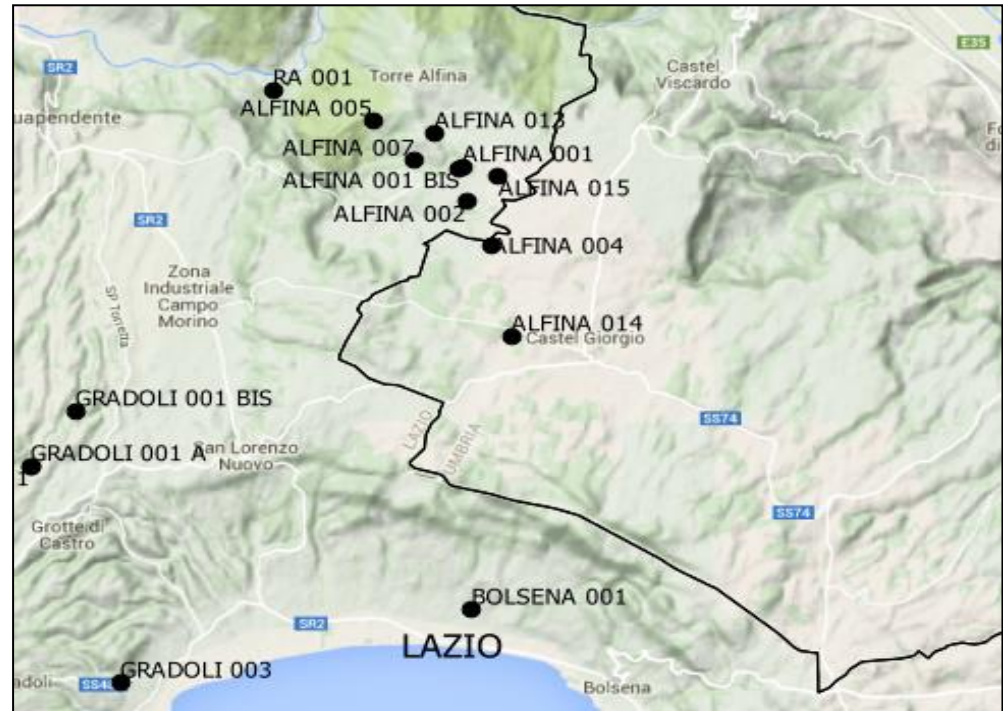 E35
SR2
Castel
Viscardo
RA 001
Torre Alfina
ALFINA 005
uapendente
ALFINA 013
F
di
ALFINA 007
ALFINA 001
ALFINA 001 BIS
ALFINA 015
ALFINA 002
SR2
ALFINA 004
Zona
Industriale
Campo
Morino
SP Torretta
ALFINA 014
Castel Giorgio
GRADOLI 001 BIS
SS74
LAZIO
UMBRIA
GRADOLI 001 A
San Lorenzo
Nuovo
1
SS74
Grotte di
Castro
BOLSENA 001
SR2
LAZIO
GRADOLI 003
adoli
Bolsena